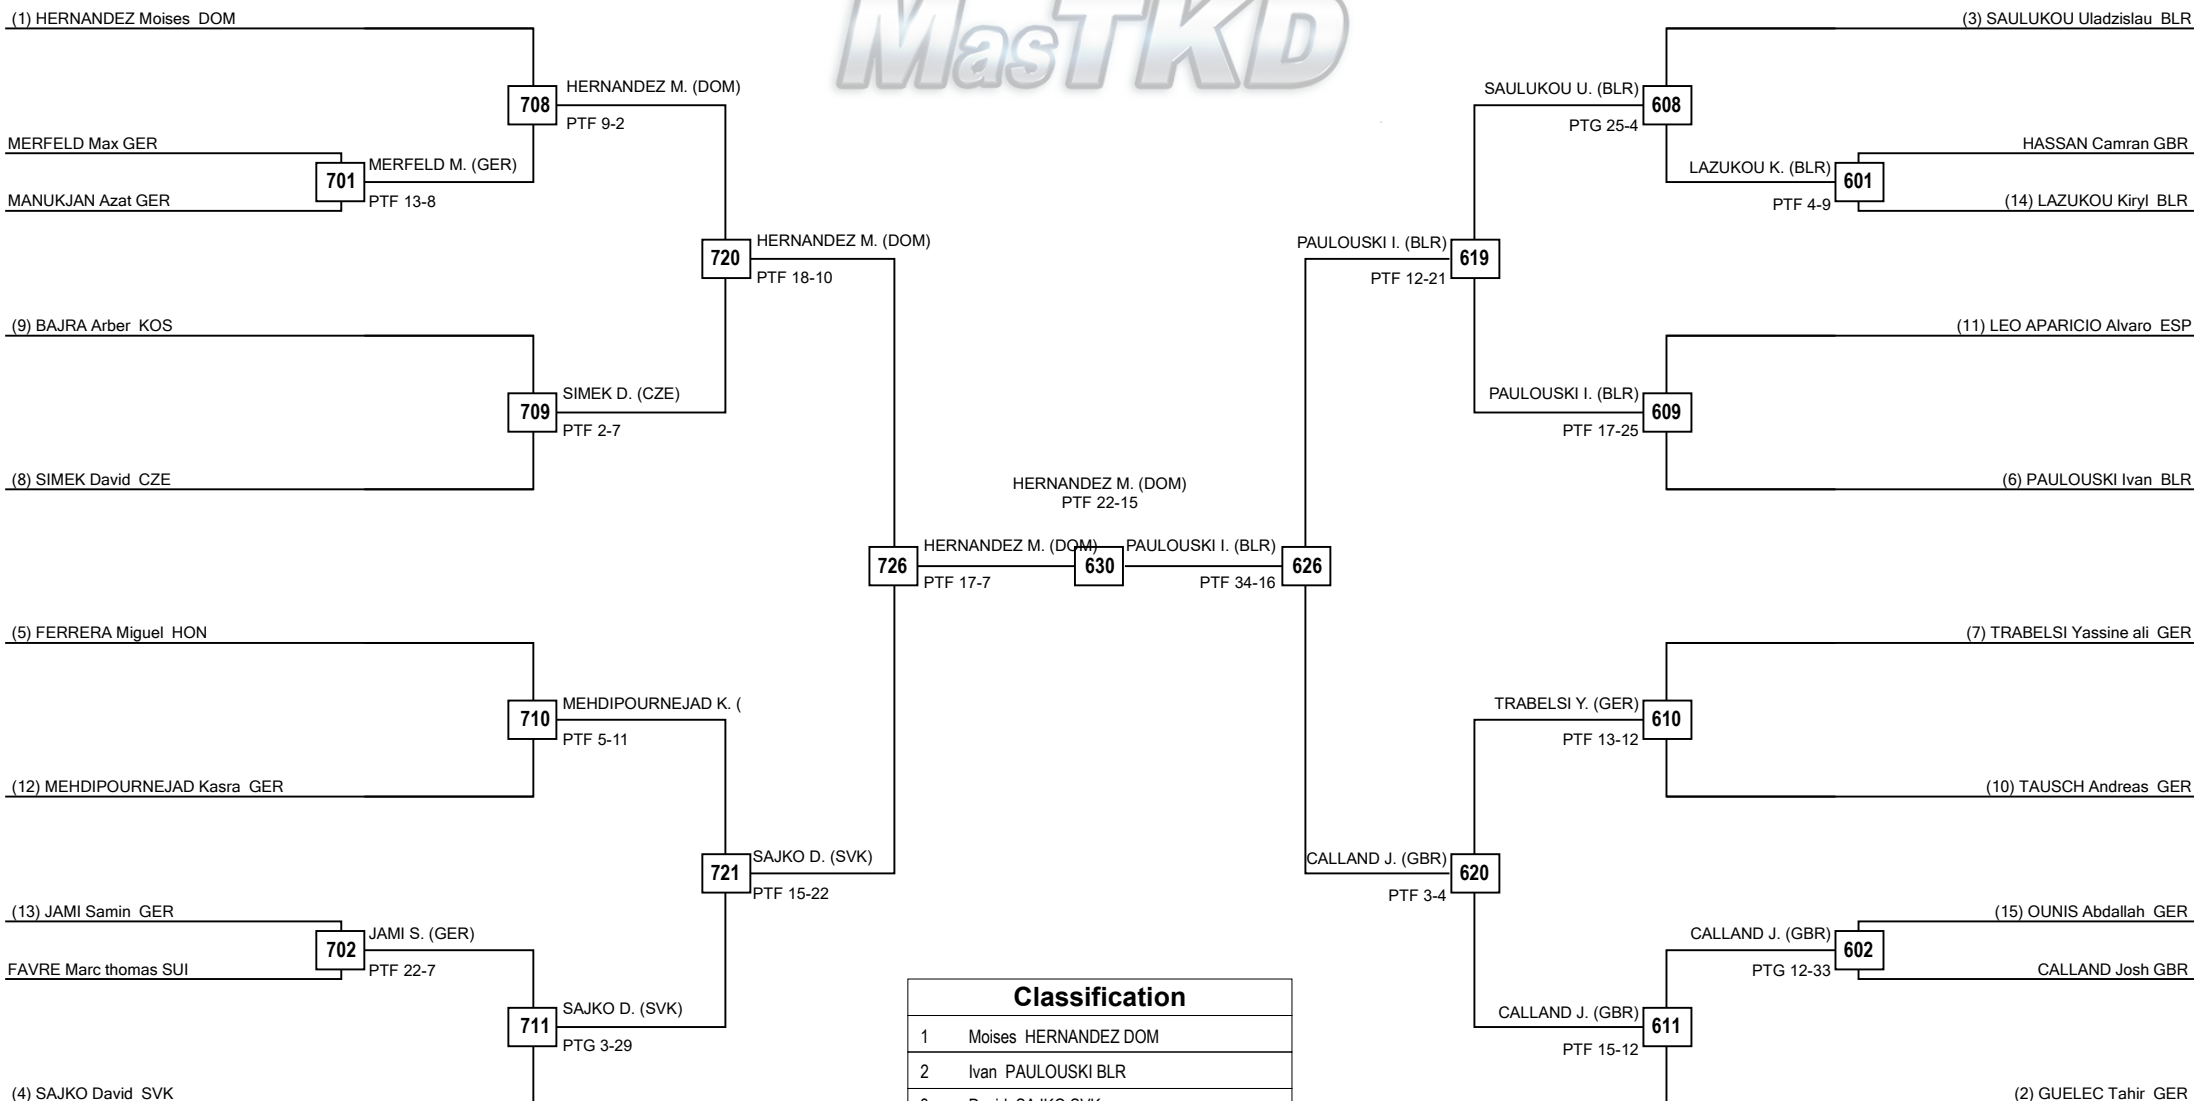 MasTKD
(1) HERNANDEZ Moises DOM
(3) SAULUKOU Uladzislau BLR
HERNANDEZ M. (DOM)
708
PTF 9-2
SAULUKOU U. (BLR)
608
PTG 25-4
MERFELD Max GER
MERFELD M. (GER)
701
PTF 13-8
MANUKJAN Azat GER
HASSAN Camran GBR
LAZUKOU K. (BLR)
601
PTF 4-9
(14) LAZUKOU Kiryl BLR
HERNANDEZ M. (DOM)
720
PTF 18-10
PAULOUSKI I. (BLR)
619
PTF 12-21
(9) BAJRA Arber KOS
(11) LEO APARICIO Alvaro ESP
SIMEK D. (CZE)
709
PTF 2-7
PAULOUSKI I. (BLR)
609
PTF 17-25
(8) SIMEK David CZE
(6) PAULOUSKI Ivan BLR
HERNANDEZ M. (DOM)
PTF 22-15
726
HERNANDEZ M. (DOM)
PTF 17-7
630
PAULOUSKI I. (BLR)
PTF 34-16
626
(5) FERRERA Miguel HON
(7) TRABELSI Yassine ali GER
MEHDIPOURNEJAD K. (
710
PTF 5-11
TRABELSI Y. (GER)
610
PTF 13-12
(12) MEHDIPOURNEJAD Kasra GER
(10) TAUSCH Andreas GER
SAJKO D. (SVK)
721
PTF 15-22
CALLAND J. (GBR)
620
PTF 3-4
(13) JAMI Samin GER
JAMI S. (GER)
702
PTF 22-7
FAVRE Marc thomas SUI
(15) OUNIS Abdallah GER
CALLAND J. (GBR)
602
PTG 12-33
CALLAND Josh GBR
SAJKO D. (SVK)
711
PTG 3-29
CALLAND J. (GBR)
611
PTF 15-12
(4) SAJKO David SVK
(2) GUELEC Tahir GER
Classification
1 Moises HERNANDEZ DOM
2 Ivan PAULOUSKI BLR
3 David SAJKO SVK